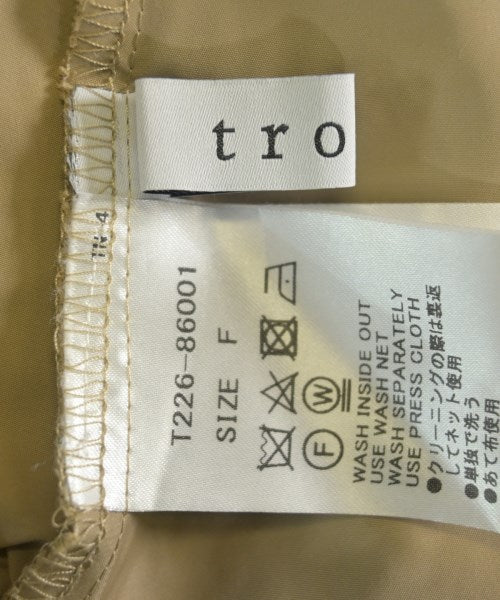 tro
IN-4
T226-86001
SIZE F
F
W
WASH INSIDE OUT
USE WASH NET
WASH SEPARATELY
USE PRESS CLOTH
●クリーニングの際は裏返
してネット使用
●単独で洗う
●あて布使用